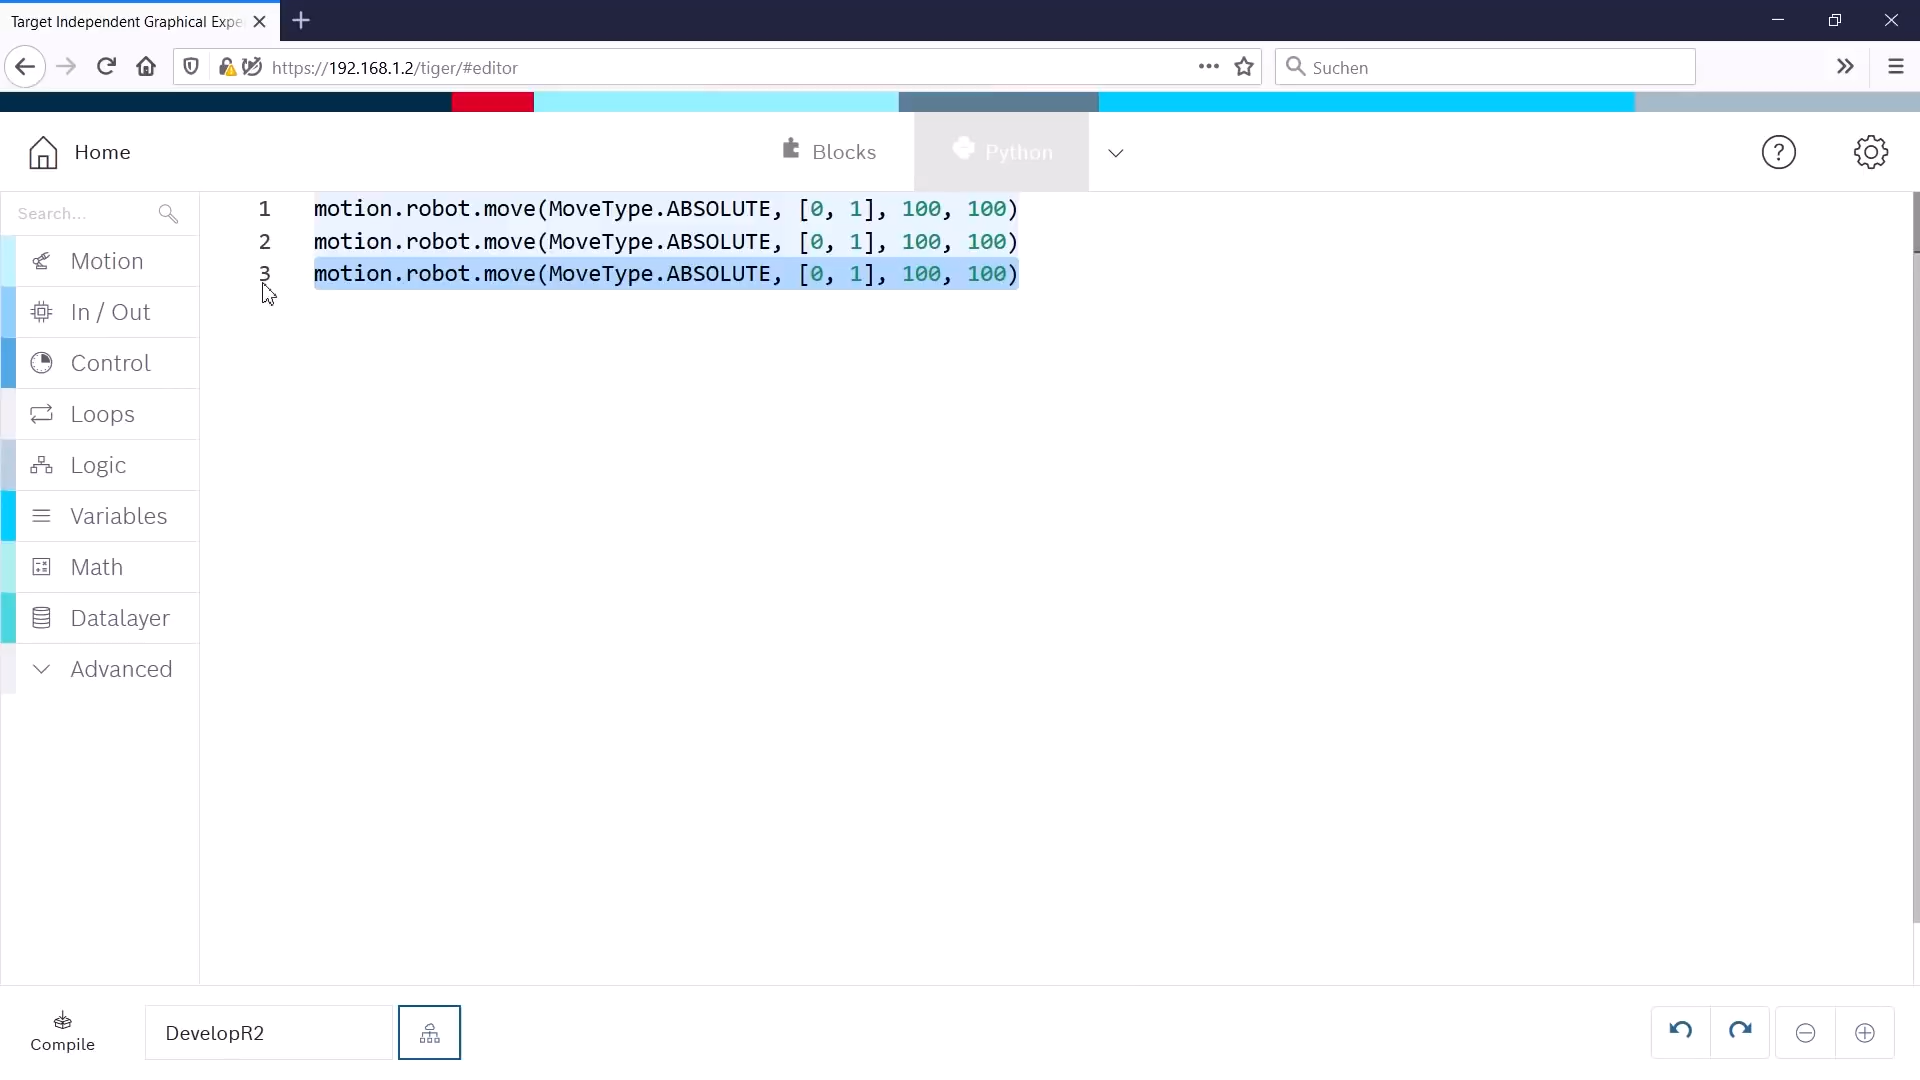 Target Independent Graphical Expe
https://192.168.1.2/tiger/#editor
Suchen
Home
Blocks
Python
Search...
Motion
In / Out
Control
Loops
Logic
Variables
Math
Datalayer
Advanced
1 motion.robot.move(MoveType.ABSOLUTE, [0, 1], 100, 100)
2 motion.robot.move(MoveType.ABSOLUTE, [0, 1], 100, 100)
3 motion.robot.move(MoveType.ABSOLUTE, [0, 1], 100, 100)
Compile
DevelopR2